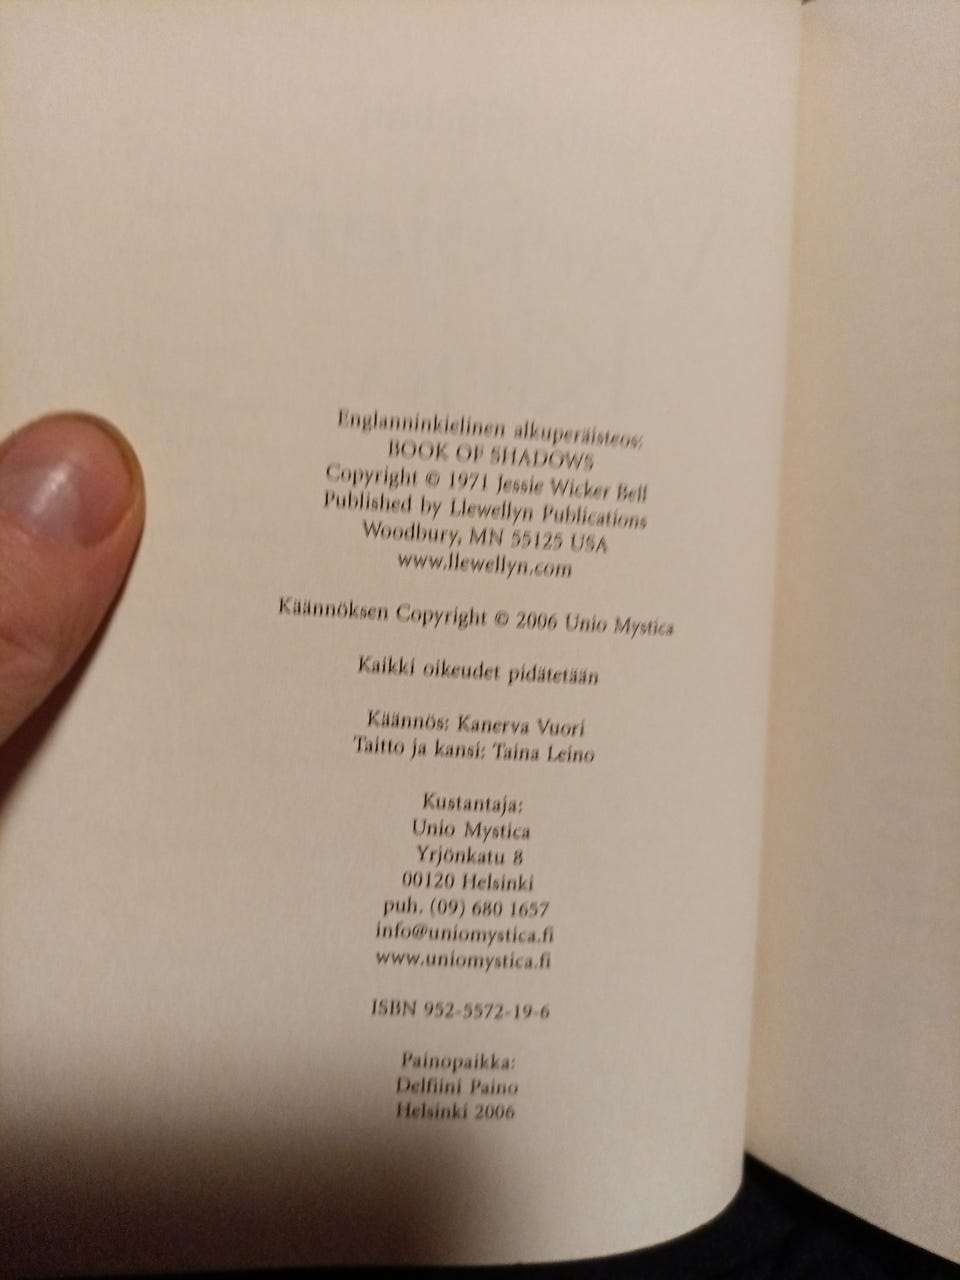 Englanninkielinen alkuperäisteos:
BOOK OF SHADOWS
Copyright © 1971 Jessie Wicker Bell
Published by Llewellyn Publications
Woodbury, MN 55125 USA
www.llewellyn.com
Käännöksen Copyright © 2006 Unio Mystica
Kaikki oikeudet pidätetään
Käännös: Kanerva Vuori
Taitto ja kansi: Taina Leino
Kustantaja:
Unio Mystica
Yrjönkatu 8
00120 Helsinki
puh. (09) 680 1657
info@uniomystica.fi
www.uniomystica.fi
ISBN 952-5572-19-6
Painopaikka:
Delfiini Paino
Helsinki 2006